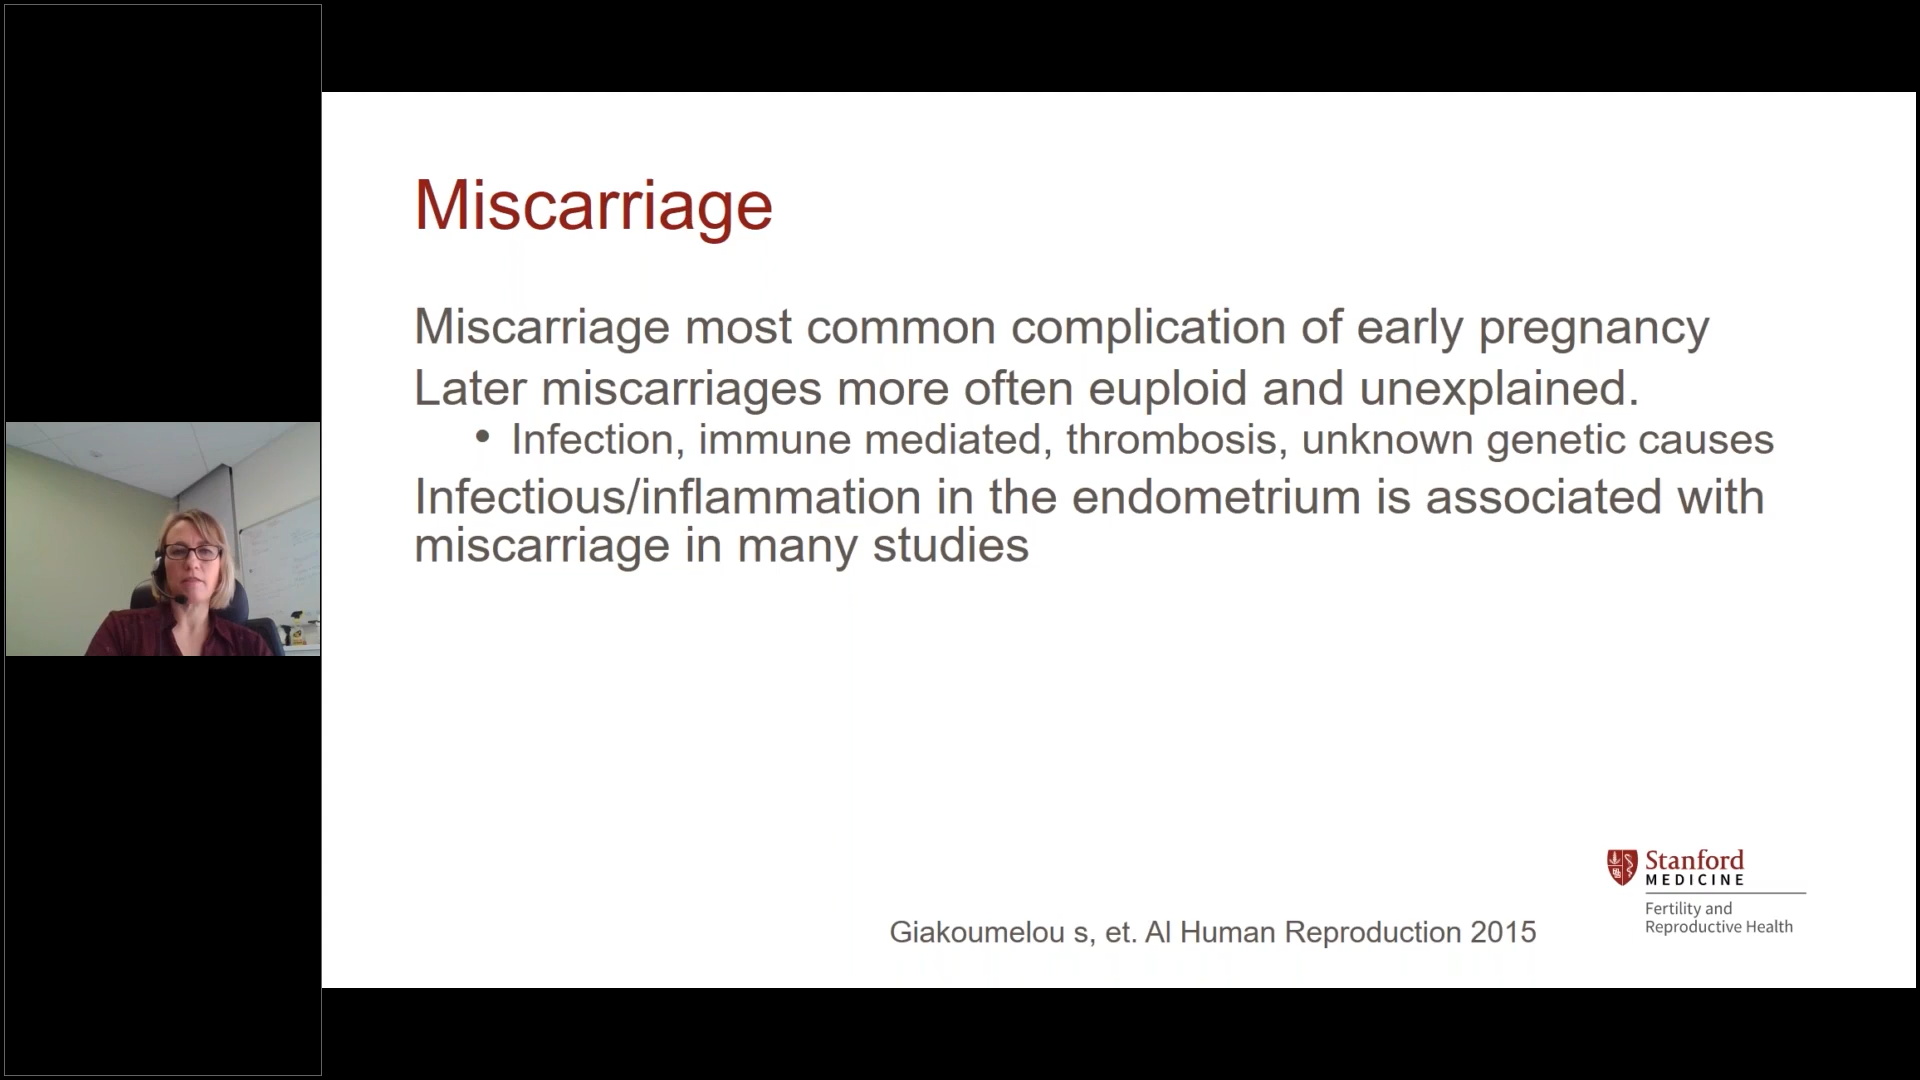 Miscarriage
Miscarriage most common complication of early pregnancy
Later miscarriages more often euploid and unexplained.
• Infection, immune mediated, thrombosis, unknown genetic causes
Infectious/inflammation in the endometrium is associated with
miscarriage in many studies
Stanford
MEDICINE
Fertility and
Reproductive Health
Giakoumelou s, et. Al Human Reproduction 2015